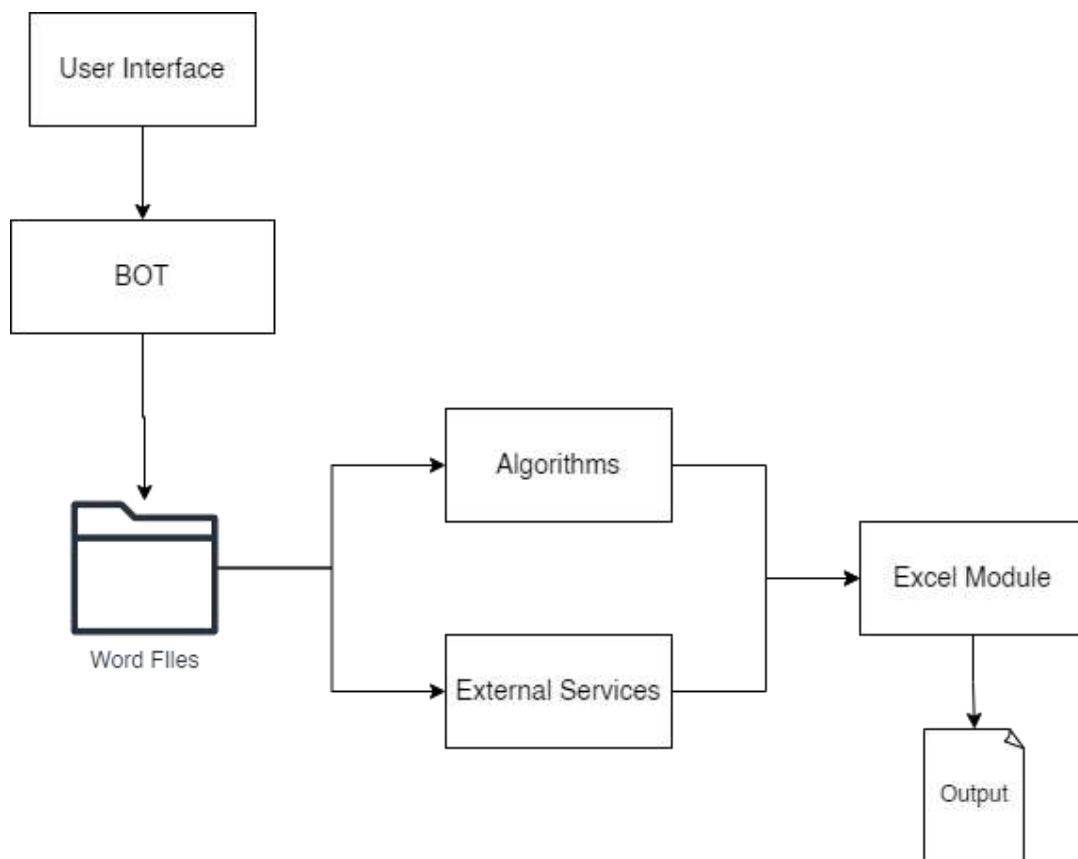 User Interface
BOT
Algorithms
Excel Module
Word FIles
External Services
Output